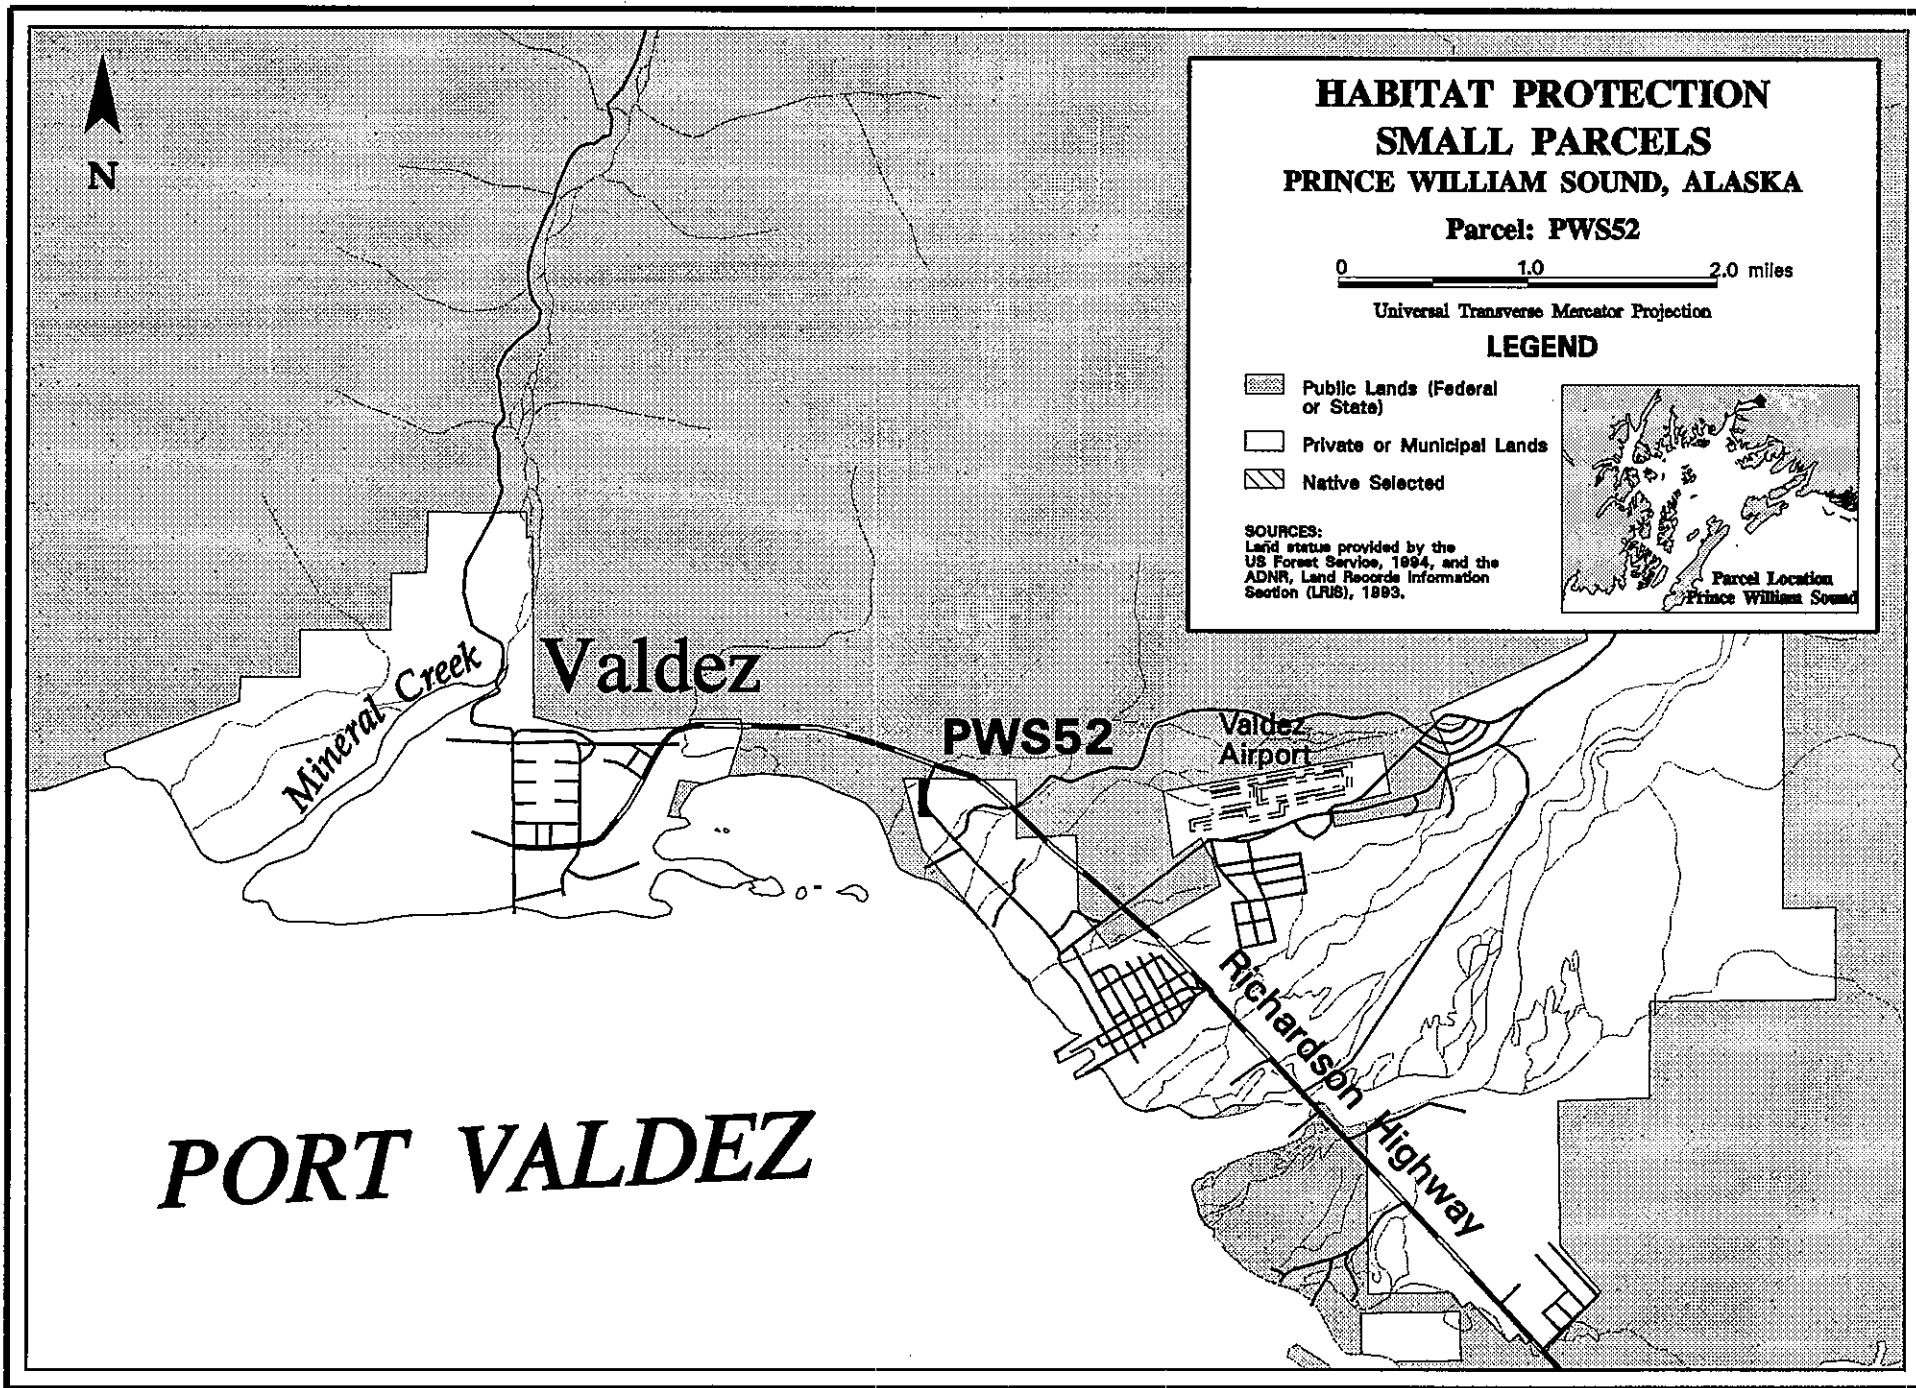 HABITAT PROTECTION
SMALL PARCELS
PRINCE WILLIAM SOUND, ALASKA
Parcel: PWS52
0 1.0 2.0 miles
Universal Transverse Mercator Projection
LEGEND
Public Lands (Federal
or State)
Private or Municipal Lands
Native Selected
SOURCES:
Land status provided by the
US Forest Service, 1994, and the
ADNR, Land Records Information
Section (LRIS), 1993.
Parcel Location
Prince William Sound
N
Valdez
Mineral Creek
PWS52
Valdez
Airport
Richardson Highway
PORT VALDEZ